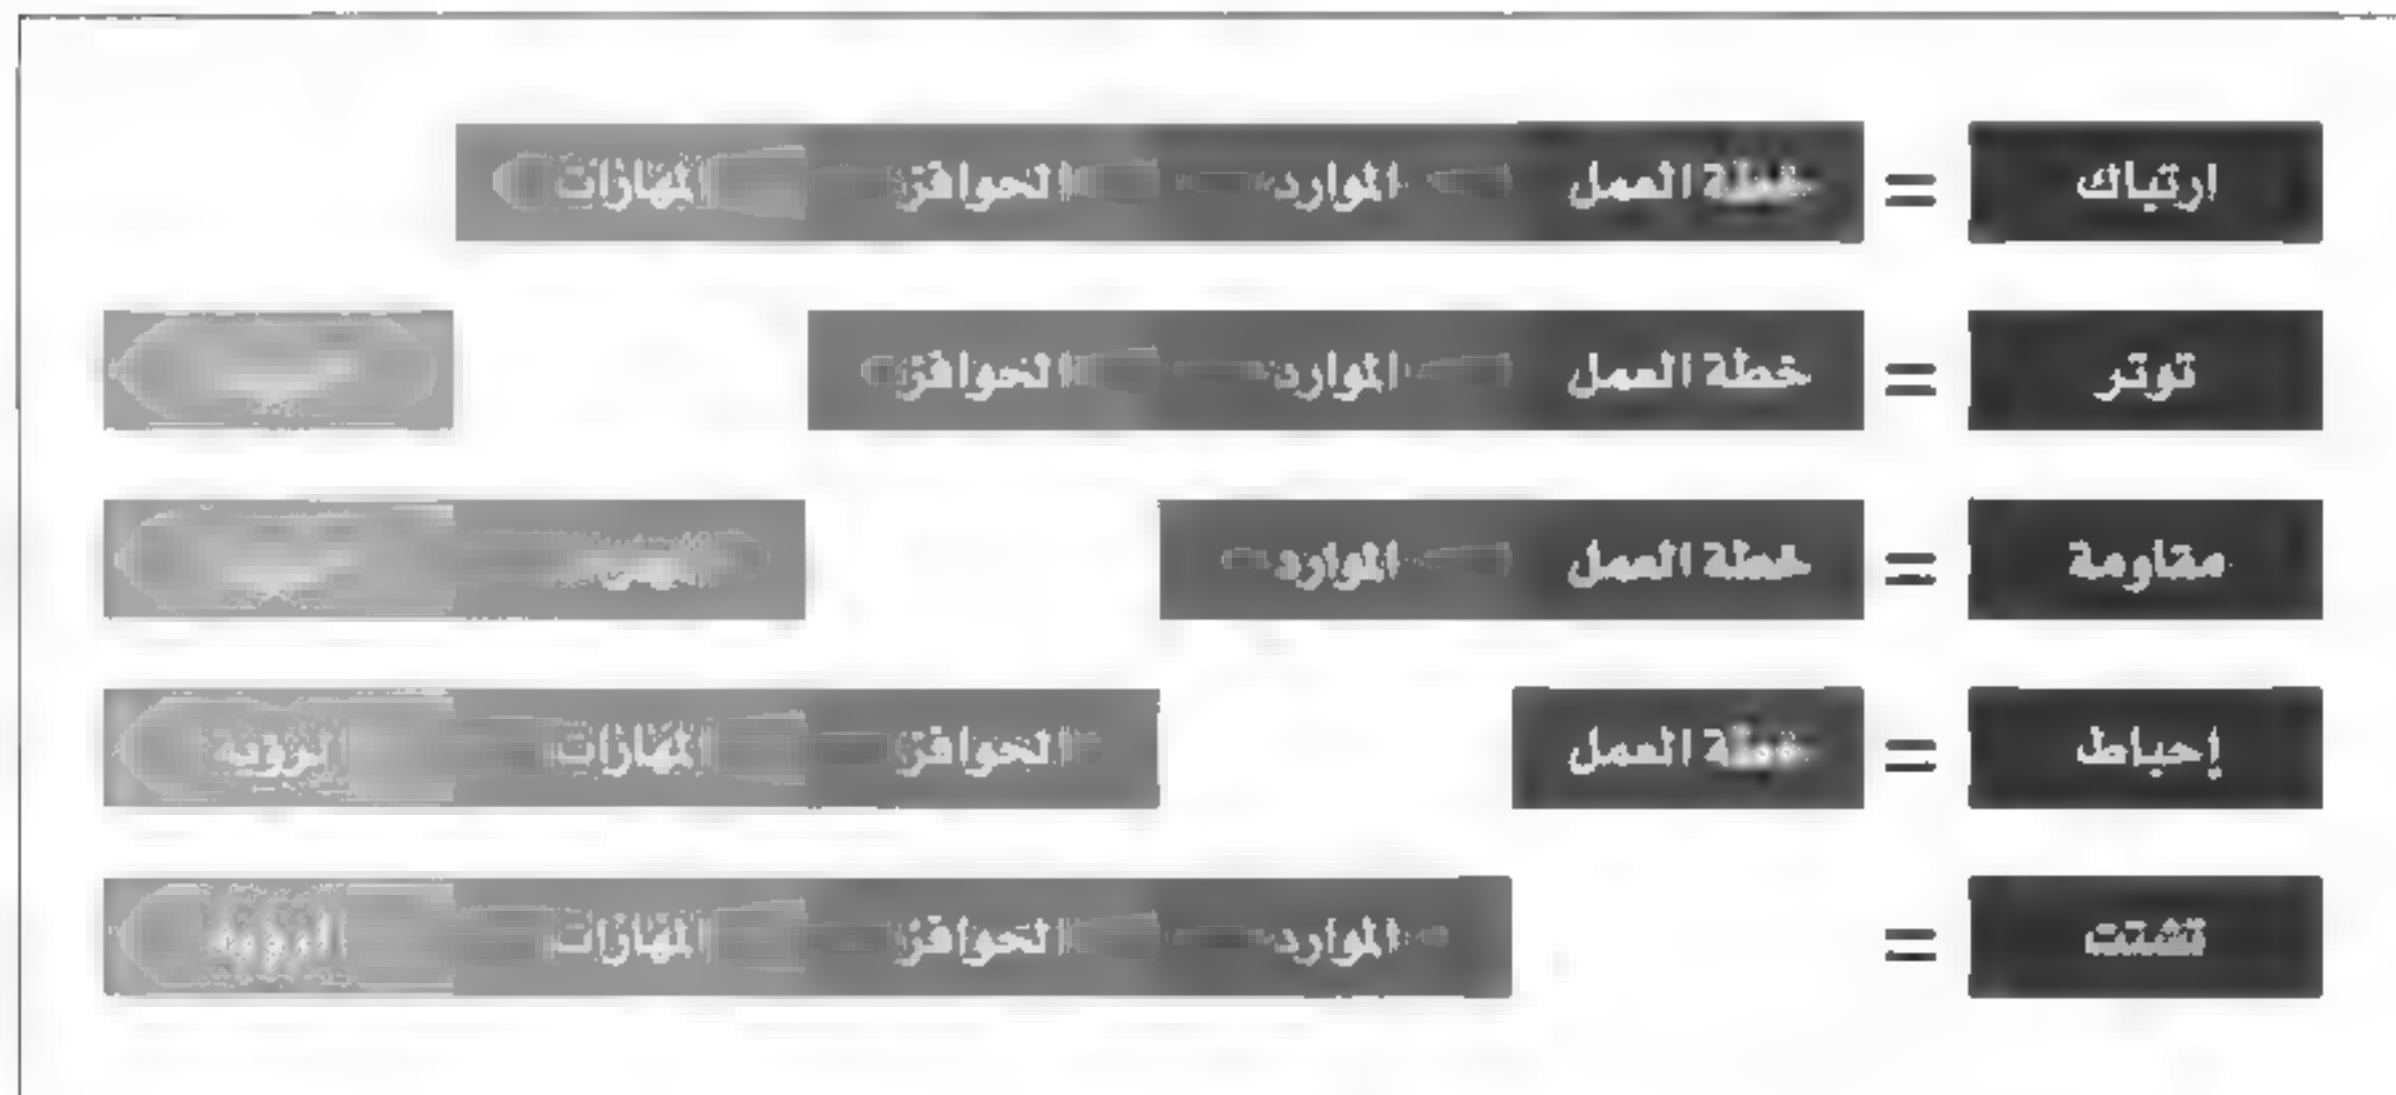 المهارات الحوافز الموارد خطة العمل = ارتباك
الحوافز الموارد خطة العمل = توتر
الموارد خطة العمل = مقاومة
الرؤية المهارات الحوافز خطة العمل = إحباط
المهارات الحوافز الموارد = تشتت